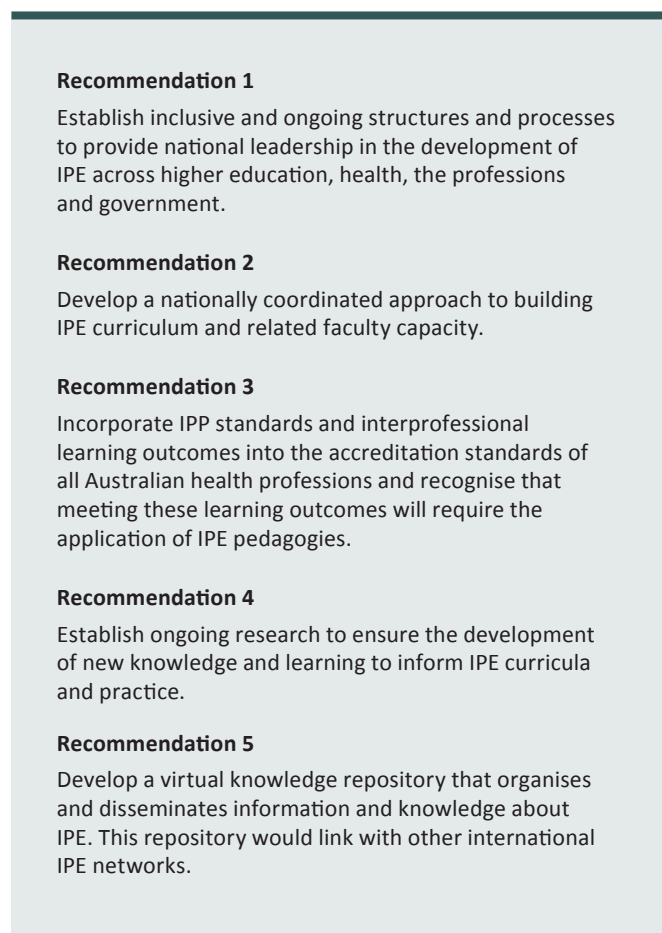 Recommendation 1
Establish inclusive and ongoing structures and processes
to provide national leadership in the development of
IPE across higher education, health, the professions
and government.
Recommendation 2
Develop a nationally coordinated approach to building
IPE curriculum and related faculty capacity.
Recommendation 3
Incorporate IPP standards and interprofessional
learning outcomes into the accreditation standards of
all Australian health professions and recognise that
meeting these learning outcomes will require the
application of IPE pedagogies.
Recommendation 4
Establish ongoing research to ensure the development
of new knowledge and learning to inform IPE curricula
and practice.
Recommendation 5
Develop a virtual knowledge repository that organises
and disseminates information and knowledge about
IPE. This repository would link with other international
IPE networks.